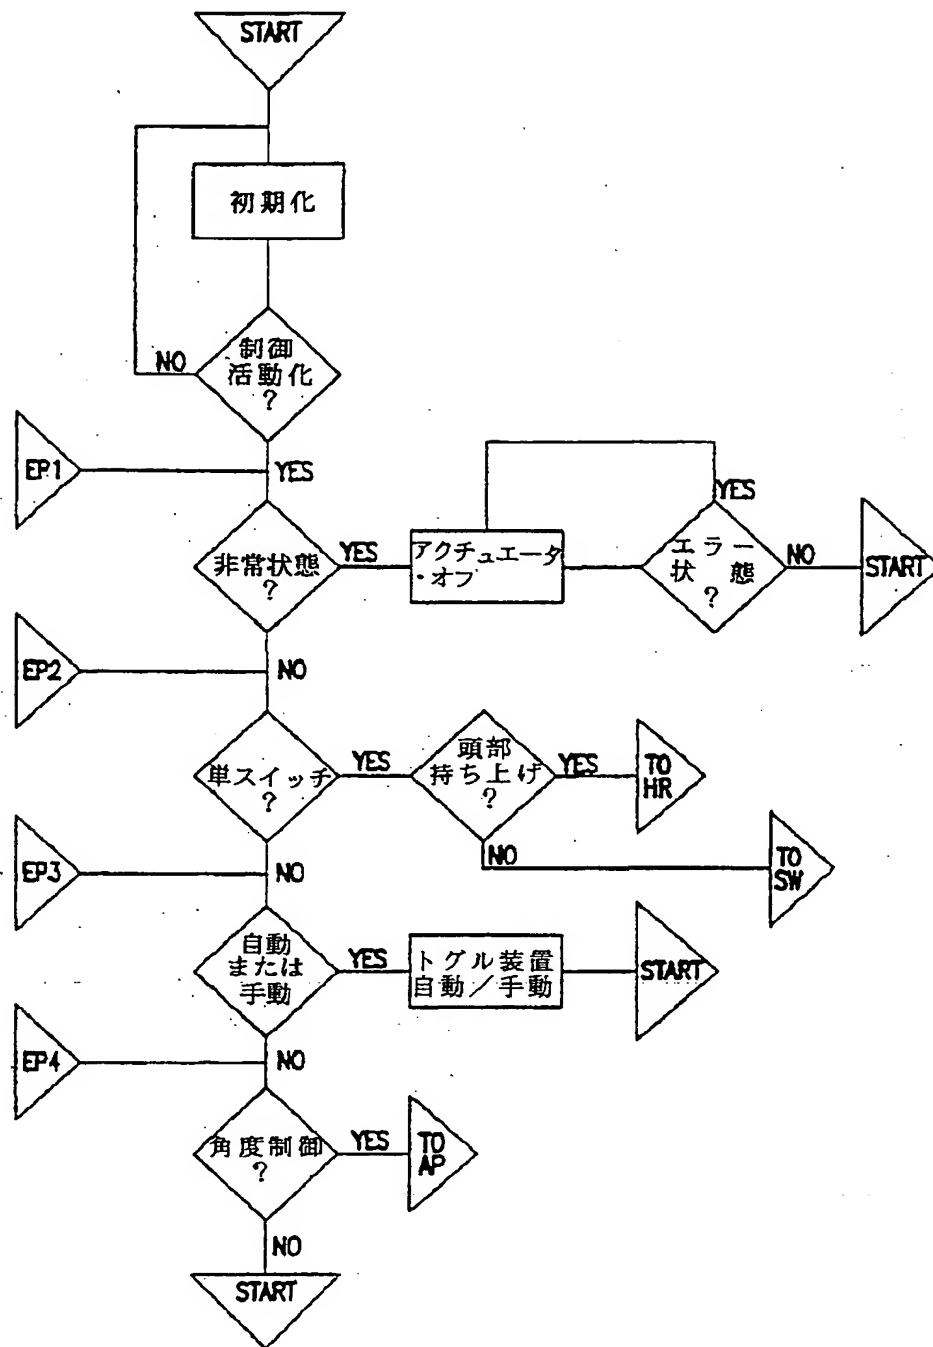 START
初期化
制御
活動化
?
NO
EP1
YES
非常状態
?
YES
アクチュエータ
・オフ
YES
エラー
状態
?
NO
START
EP2
NO
単スイッチ
?
YES
頭部
持ち上げ
?
YES
TO
HR
NO
TO
SW
EP3
NO
自動
または
手動
YES
トグル装置
自動／手動
START
EP4
NO
角度制御
?
YES
TO
AP
NO
START